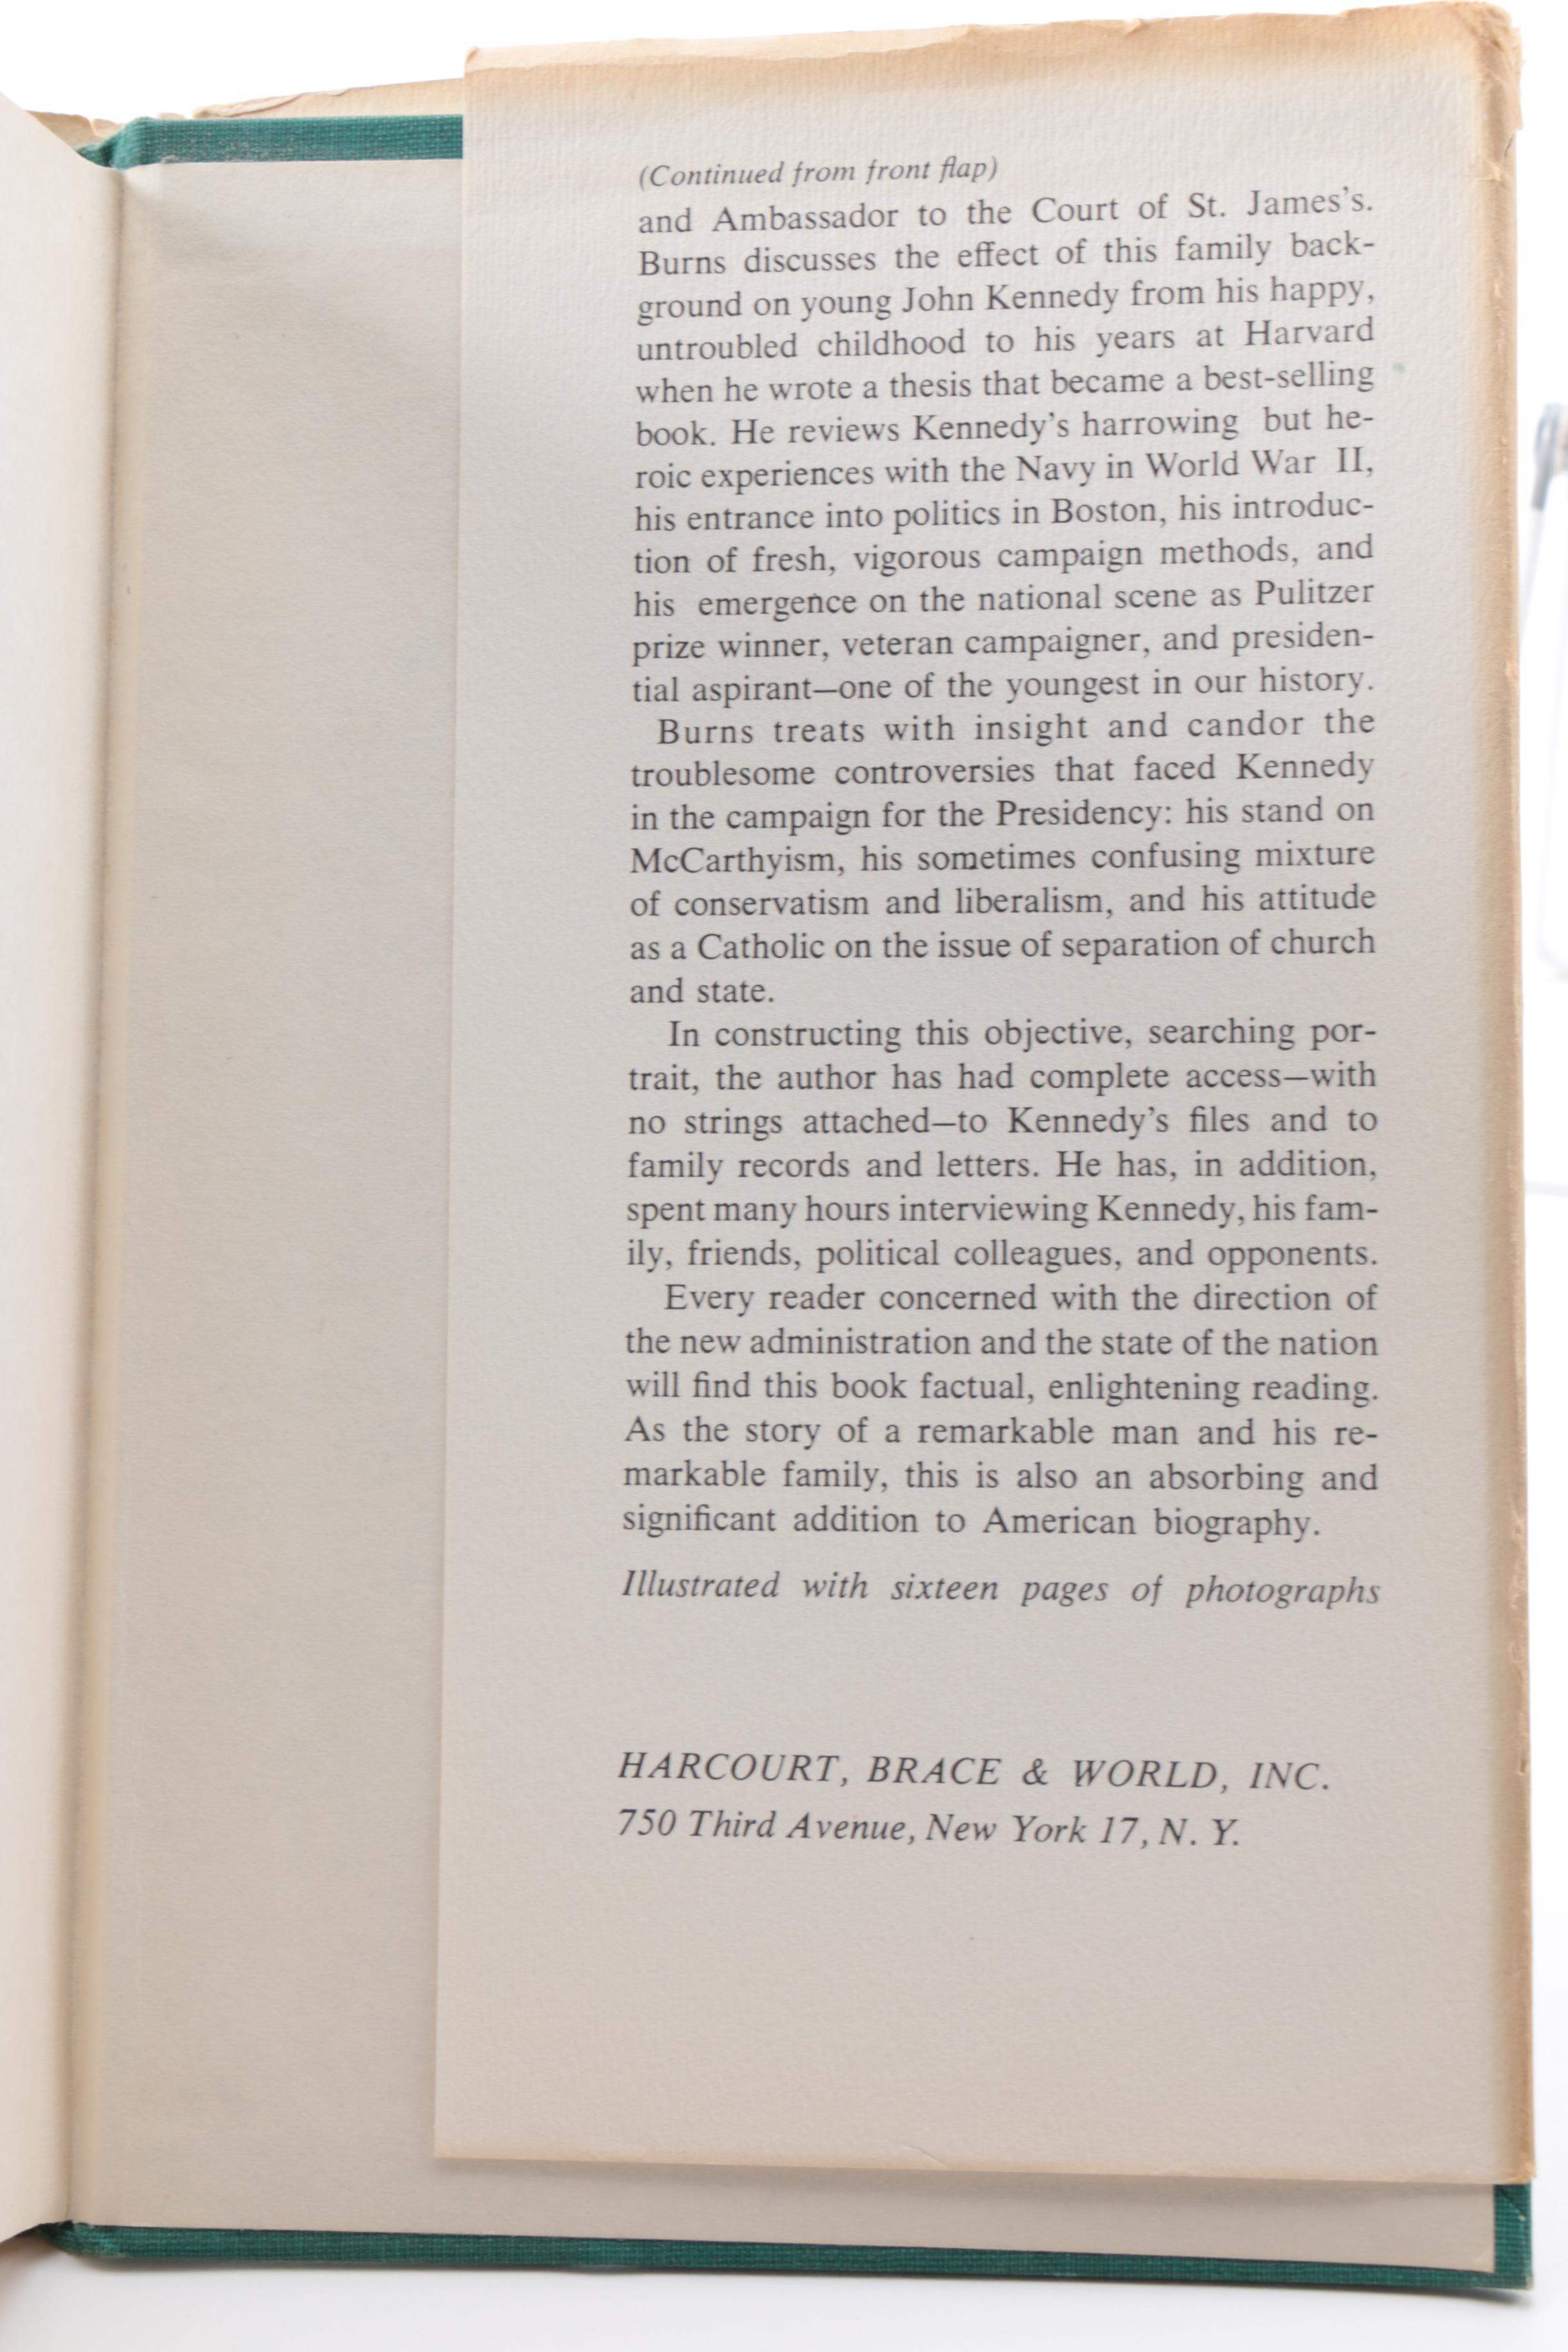 (Continued from front flap)
and Ambassador to the Court of St. James's.
Burns discusses the effect of this family back-
ground on young John Kennedy from his happy,
untroubled childhood to his years at Harvard
when he wrote a thesis that became a best-selling
book. He reviews Kennedy's harrowing but he-
roic experiences with the Navy in World War II,
his entrance into politics in Boston, his introduc-
tion of fresh, vigorous campaign methods, and
his emergence on the national scene as Pulitzer
prize winner, veteran campaigner, and presiden-
tial aspirant—one of the youngest in our history.
Burns treats with insight and candor the
troublesome controversies that faced Kennedy
in the campaign for the Presidency: his stand on
McCarthyism, his sometimes confusing mixture
of conservatism and liberalism, and his attitude
as a Catholic on the issue of separation of church
and state.
In constructing this objective, searching por-
trait, the author has had complete access—with
no strings attached—to Kennedy's files and to
family records and letters. He has, in addition,
spent many hours interviewing Kennedy, his fam-
ily, friends, political colleagues, and opponents.
Every reader concerned with the direction of
the new administration and the state of the nation
will find this book factual, enlightening reading.
As the story of a remarkable man and his re-
markable family, this is also an absorbing and
significant addition to American biography.
Illustrated with sixteen pages of photographs
HARCOURT, BRACE & WORLD, INC.
750 Third Avenue, New York 17, N. Y.